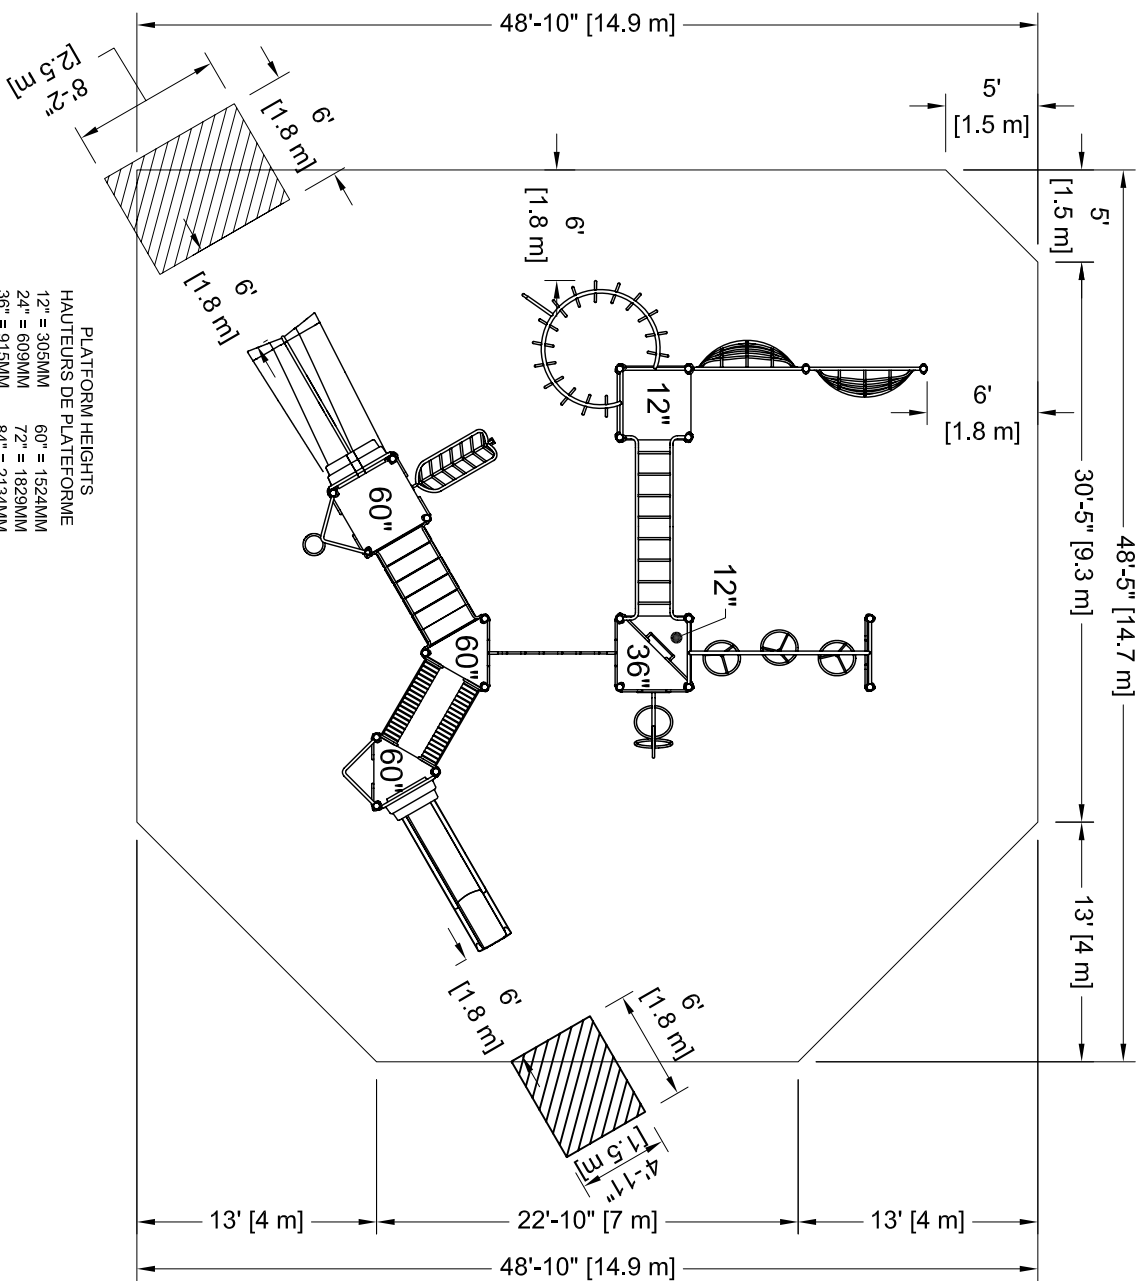 48'-10" [14.9 m]
5'
[1.5 m]
8'-2"
[2.5 m]
6'
[1.8 m]
5'
[1.5 m]
6'
[1.8 m]
6'
[1.8 m]
6'
[1.8 m]
12"
60"
12"
36"
60"
60"
30'-5" [9.3 m]
48'-5" [14.7 m]
13' [4 m]
6'
[1.8 m]
6'
[1.8 m]
4'-11"
[1.5 m]
13' [4 m]
22'-10" [7 m]
13' [4 m]
48'-10" [14.9 m]
PLATFORM HEIGHTS
HAUTEURS DE PLATEFORME
12" = 305MM 60" = 1524MM
24" = 609MM 72" = 1829MM
36" = 915MM 84" = 2134MM